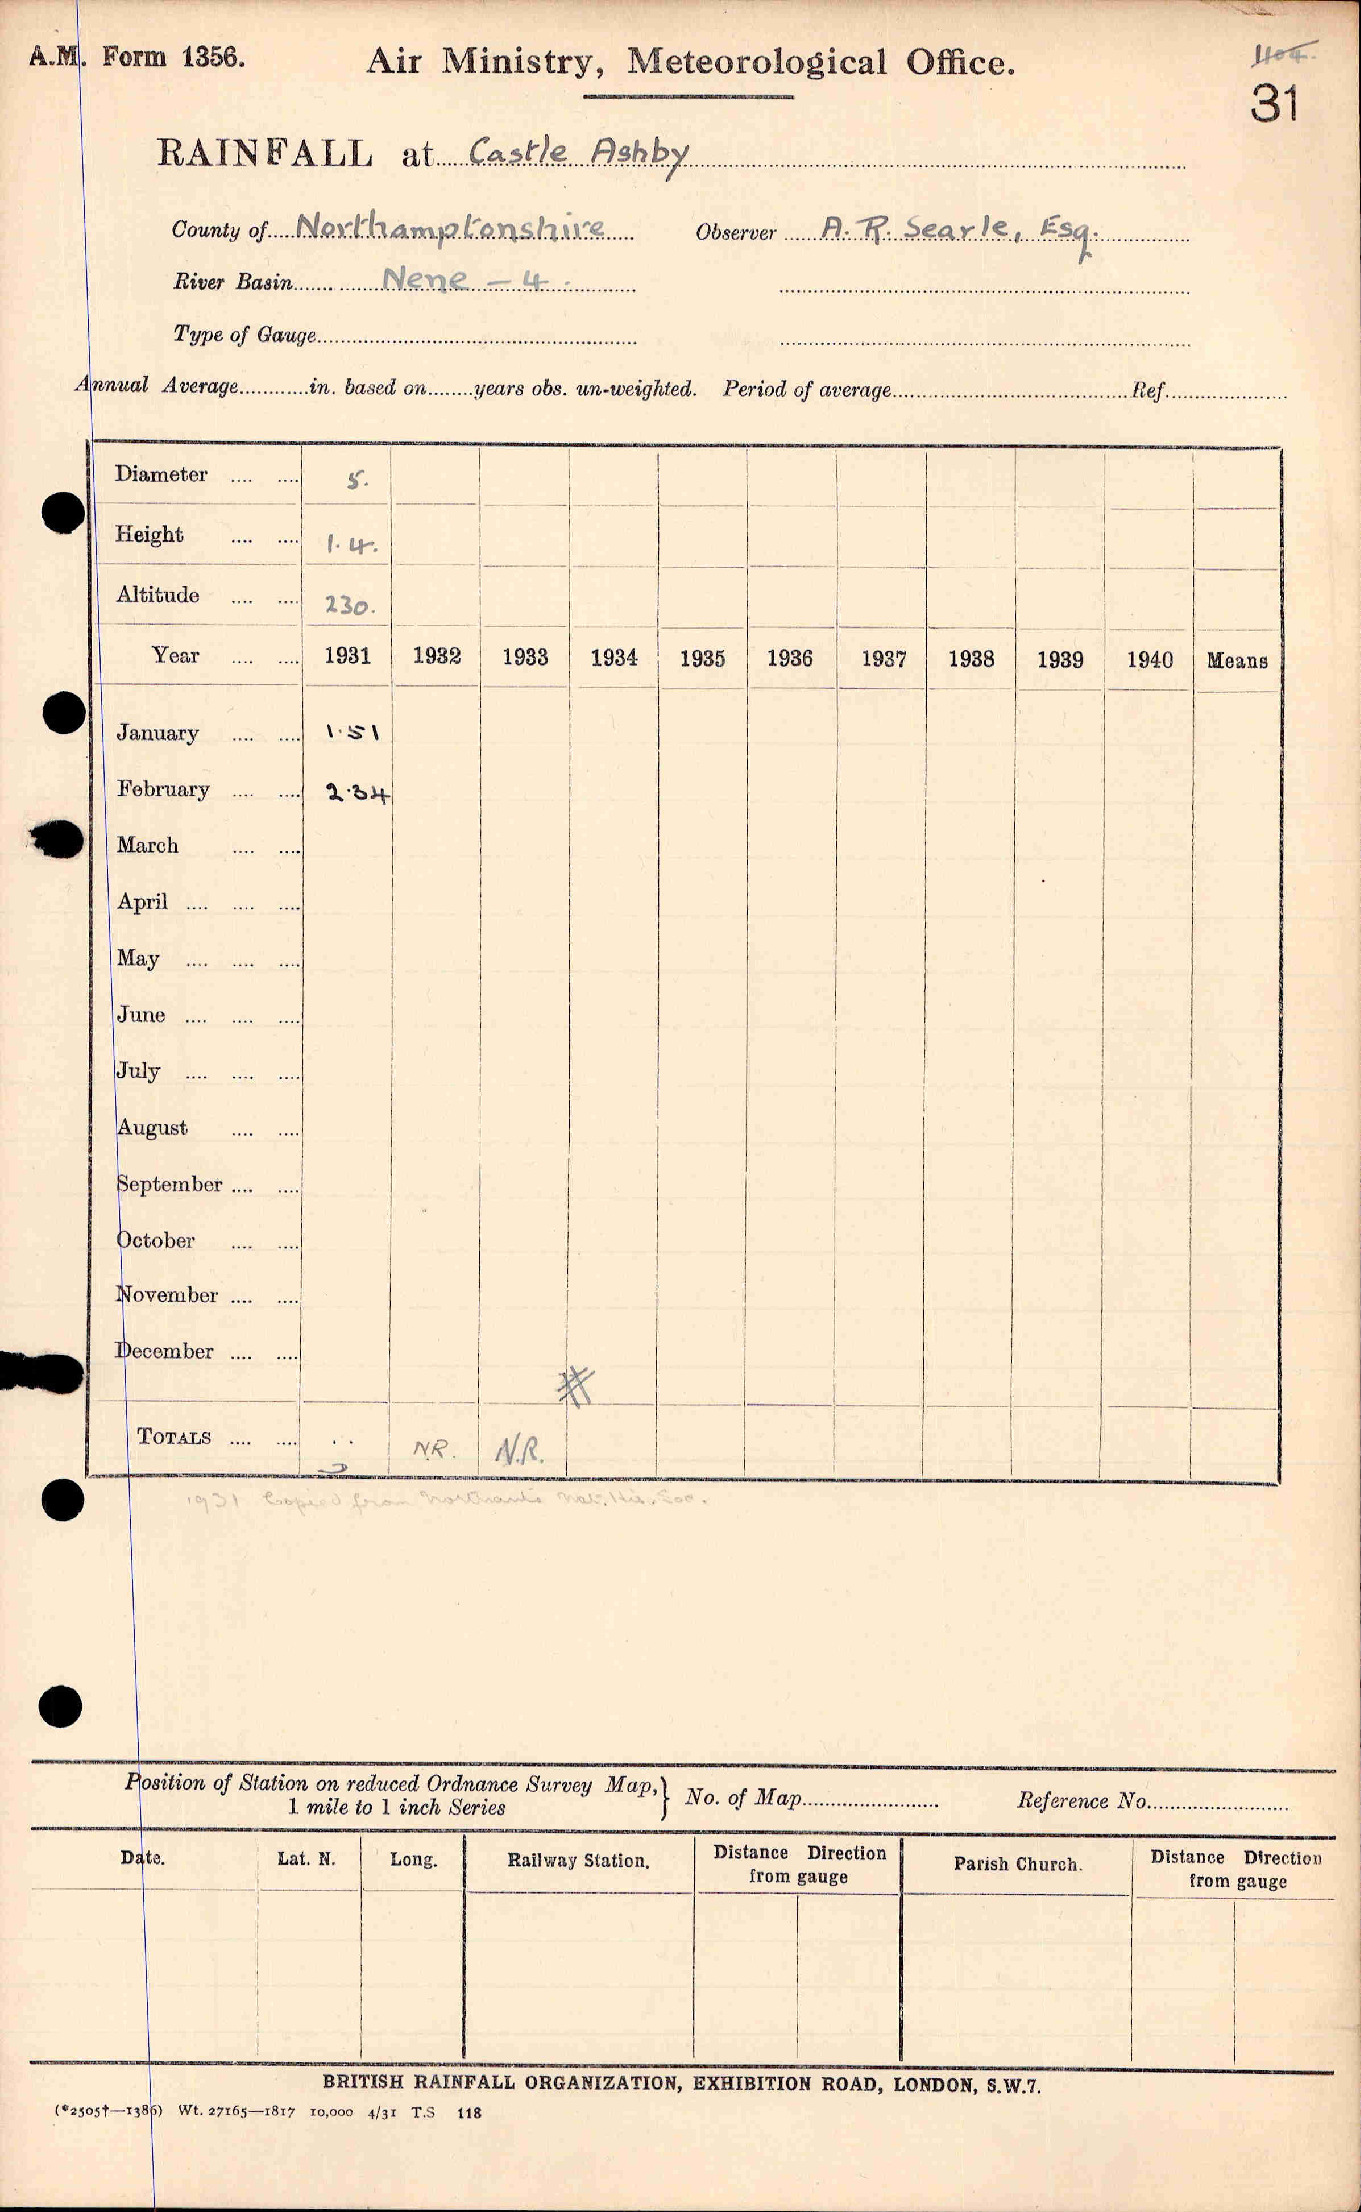 A.M. Form 1356.
Air Ministry, Meteorological Office.
404.
31
RAINFALL at.... Castle Ashby
County of.... Northamptonshire
Observer ..... A. R. Searle, Esq.
River Basin............ Nene – 4.
Type of Gauge
Annual Average............in. based on........years obs. un-weighted. Period of average.......... Ref..........
Diameter .... .... 5.
Height .... .... 1.4.
Altitude .... .... 230.
Year .... .... 1931 1932 1933 1934 1935 1936 1937 1938 1939 1940 Means
January .... .... 1.51
February .... .... 2.34
March .... ....
April .... .... ....
May .... .... ....
June .... .... ....
July .... .... ....
August .... ....
September .... ....
October .... ....
November .... ....
December .... ....
TOTALS .... .... .. N.R. N.R.
1931 Copied from Northants Nat. His. Soc.
Position of Station on reduced Ordnance Survey Map, } No. of Map.......... Reference No..........
1 mile to 1 inch Series
Date. Lat. N. Long. Railway Station. Distance Direction from gauge Parish Church. Distance Direction from gauge
BRITISH RAINFALL ORGANIZATION, EXHIBITION ROAD, LONDON, S.W.7.
(*2505†—1386) Wt. 27165—1817 10,000 4/31 T.S 118